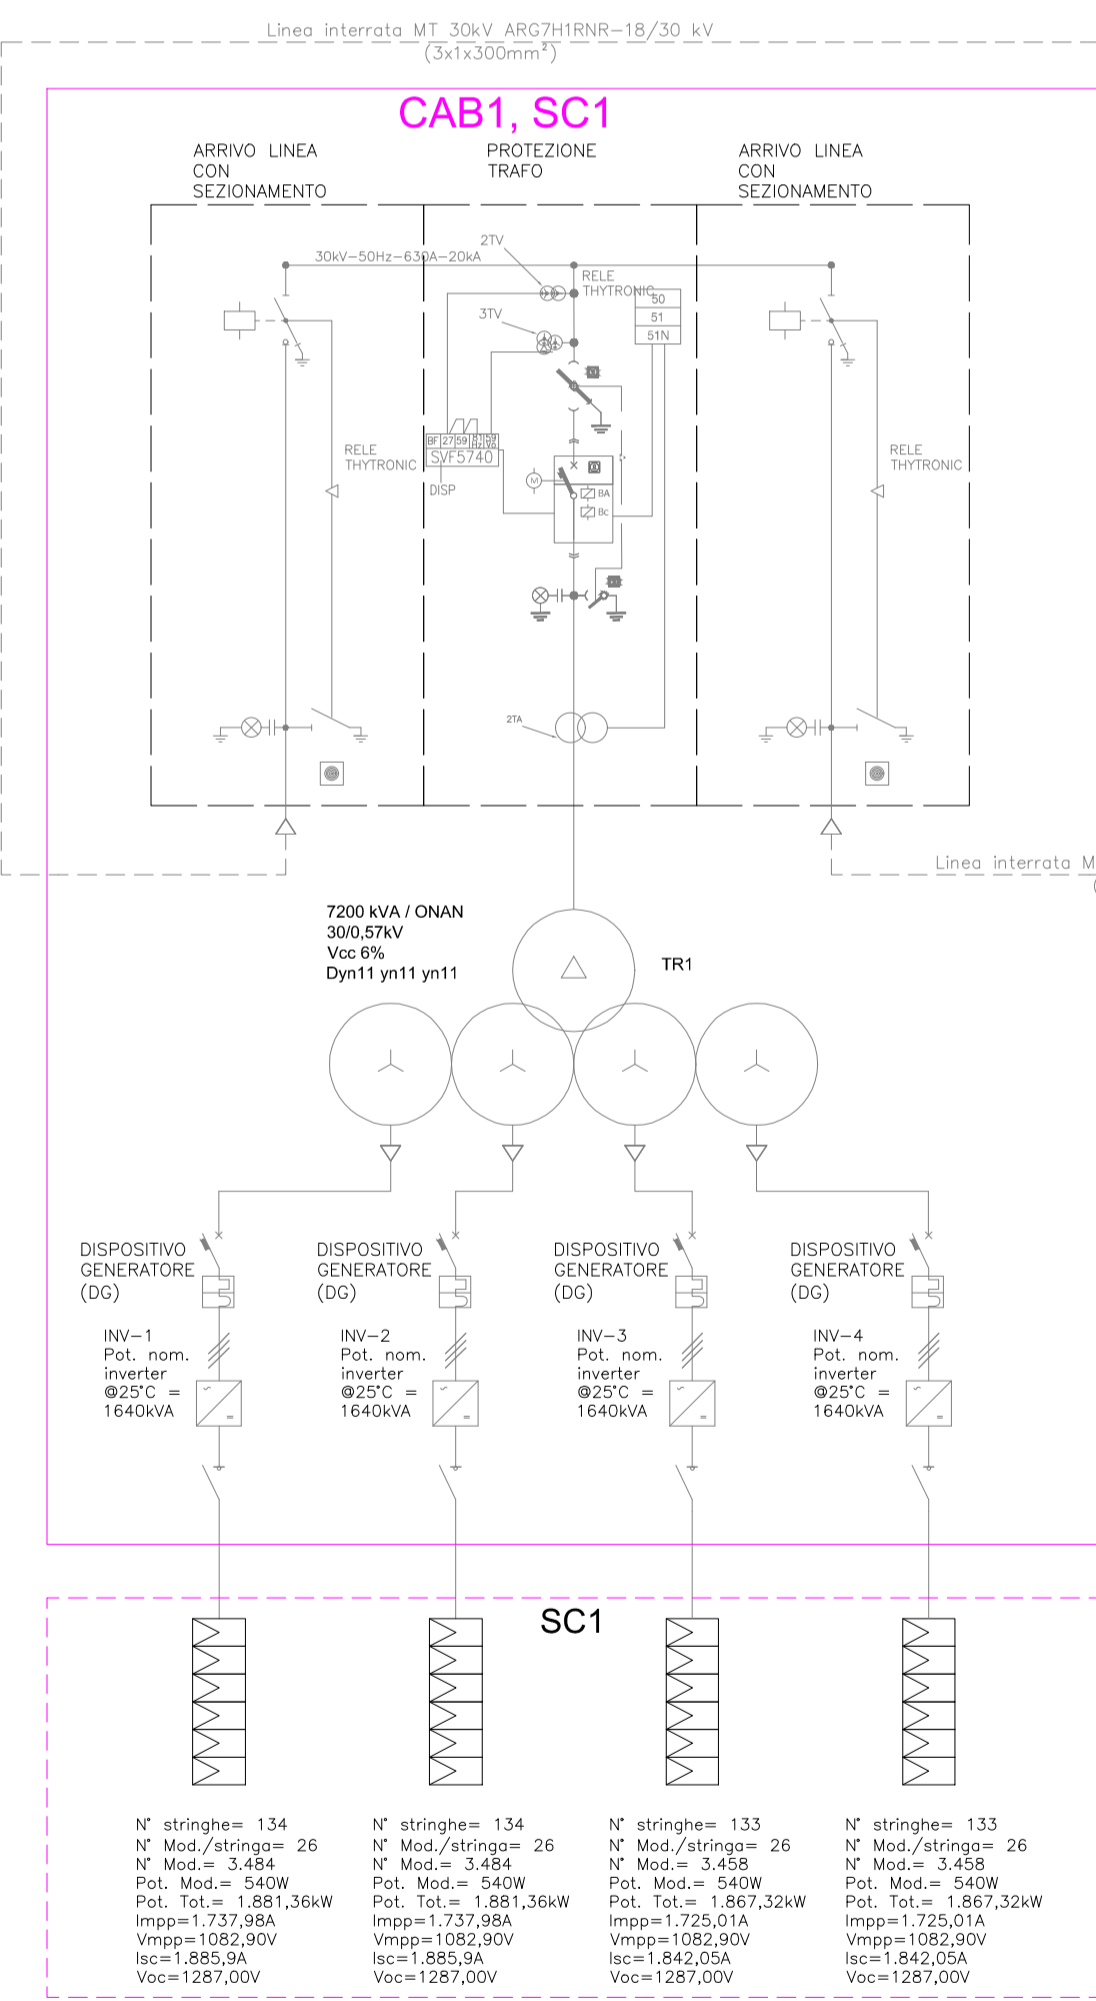 Linea interrata MT 30kV ARG7H1RNR-18/30 kV
(3x1x300mm²)
CAB1, SC1
ARRIVO LINEA
CON
SEZIONAMENTO
PROTEZIONE
TRAFO
ARRIVO LINEA
CON
SEZIONAMENTO
30kV-50Hz-630A-20kA
2TV
RELE
THYTRONIC
50
51
51N
3TV
BF 27 59
SVF5740
DISP
RELE
THYTRONIC
M
BA
Bc
RELE
THYTRONIC
2TA
Linea interrata M
(
7200 kVA / ONAN
30/0,57kV
Vcc 6%
Dyn11 yn11 yn11
TR1
DISPOSITIVO
GENERATORE
(DG)
DISPOSITIVO
GENERATORE
(DG)
DISPOSITIVO
GENERATORE
(DG)
DISPOSITIVO
GENERATORE
(DG)
INV-1
Pot. nom.
inverter
@25°C =
1640kVA
INV-2
Pot. nom.
inverter
@25°C =
1640kVA
INV-3
Pot. nom.
inverter
@25°C =
1640kVA
INV-4
Pot. nom.
inverter
@25°C =
1640kVA
SC1
N° stringhe= 134
N° Mod./stringa= 26
N° Mod.= 3.484
Pot. Mod.= 540W
Pot. Tot.= 1.881,36kW
Impp=1.737,98A
Vmpp=1082,90V
Isc=1.885,9A
Voc=1287,00V
N° stringhe= 134
N° Mod./stringa= 26
N° Mod.= 3.484
Pot. Mod.= 540W
Pot. Tot.= 1.881,36kW
Impp=1.737,98A
Vmpp=1082,90V
Isc=1.885,9A
Voc=1287,00V
N° stringhe= 133
N° Mod./stringa= 26
N° Mod.= 3.458
Pot. Mod.= 540W
Pot. Tot.= 1.867,32kW
Impp=1.725,01A
Vmpp=1082,90V
Isc=1.842,05A
Voc=1287,00V
N° stringhe= 133
N° Mod./stringa= 26
N° Mod.= 3.458
Pot. Mod.= 540W
Pot. Tot.= 1.867,32kW
Impp=1.725,01A
Vmpp=1082,90V
Isc=1.842,05A
Voc=1287,00V